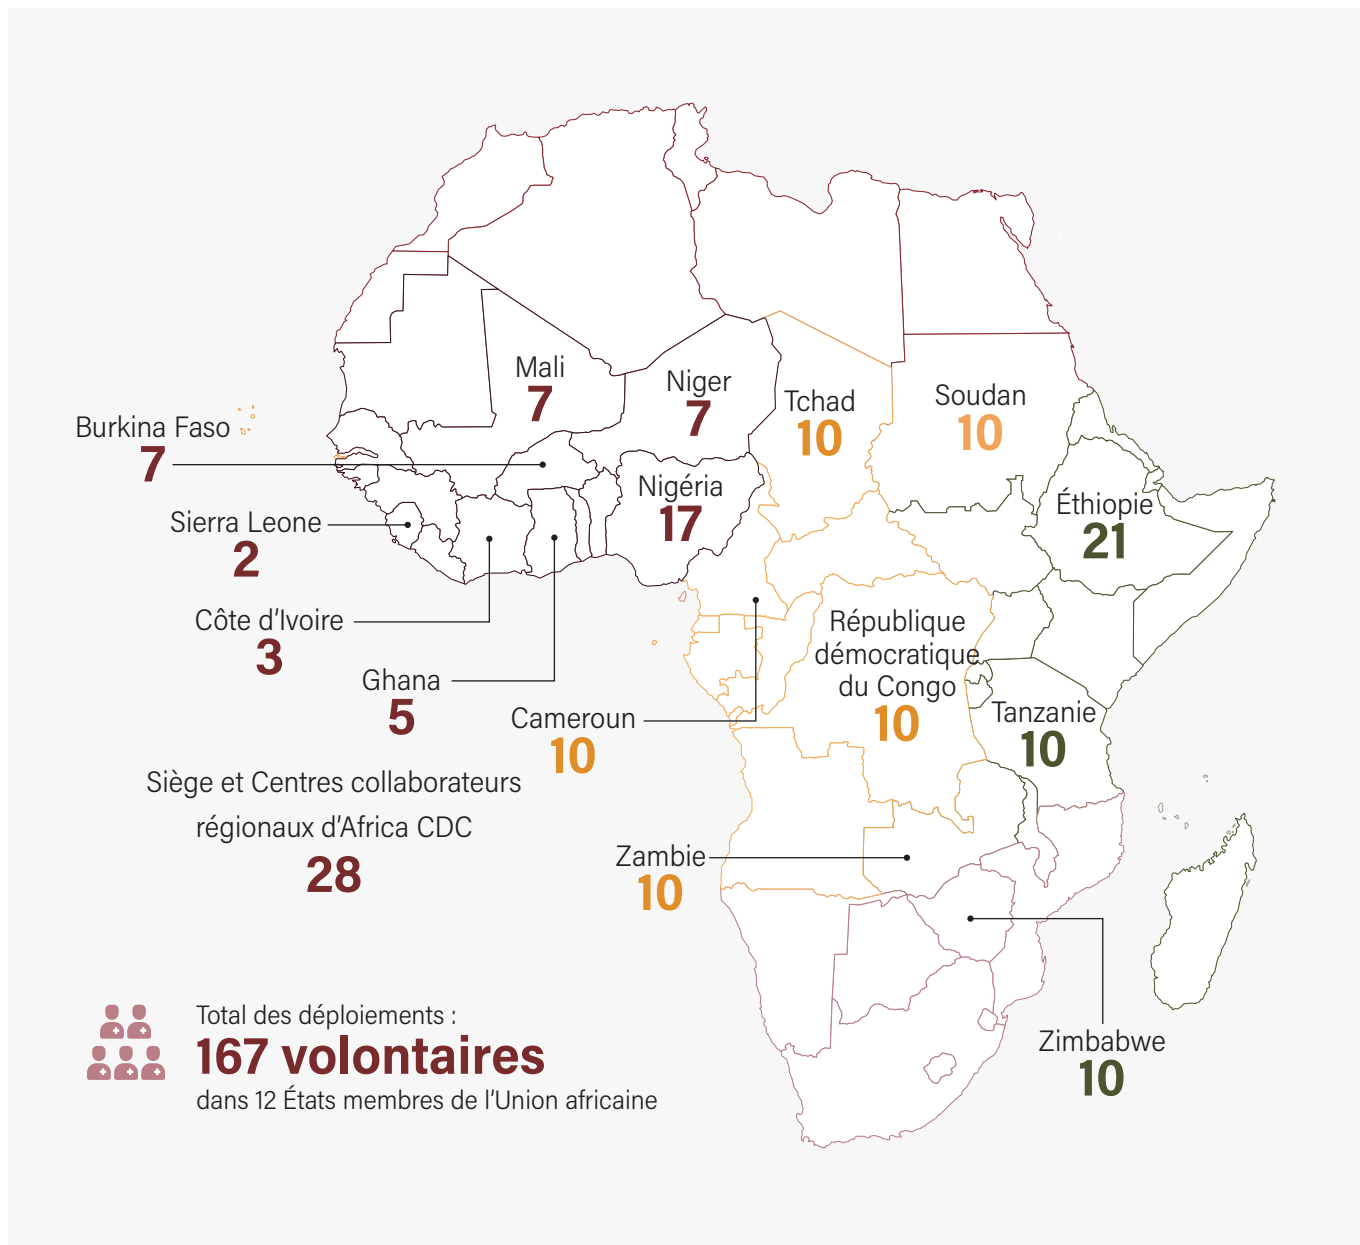 Mali
7
Niger
7
Tchad
10
Soudan
10
Burkina Faso
7
Nigéria
17
Éthiopie
21
Sierra Leone
2
Côte d'Ivoire
3
République
démocratique
du Congo
10
Ghana
5
Cameroun
10
Tanzanie
10
Siège et Centres collaborateurs
régionaux d'Africa CDC
28
Zambie
10
Zimbabwe
10
Total des déploiements :
167 volontaires
dans 12 États membres de l'Union africaine